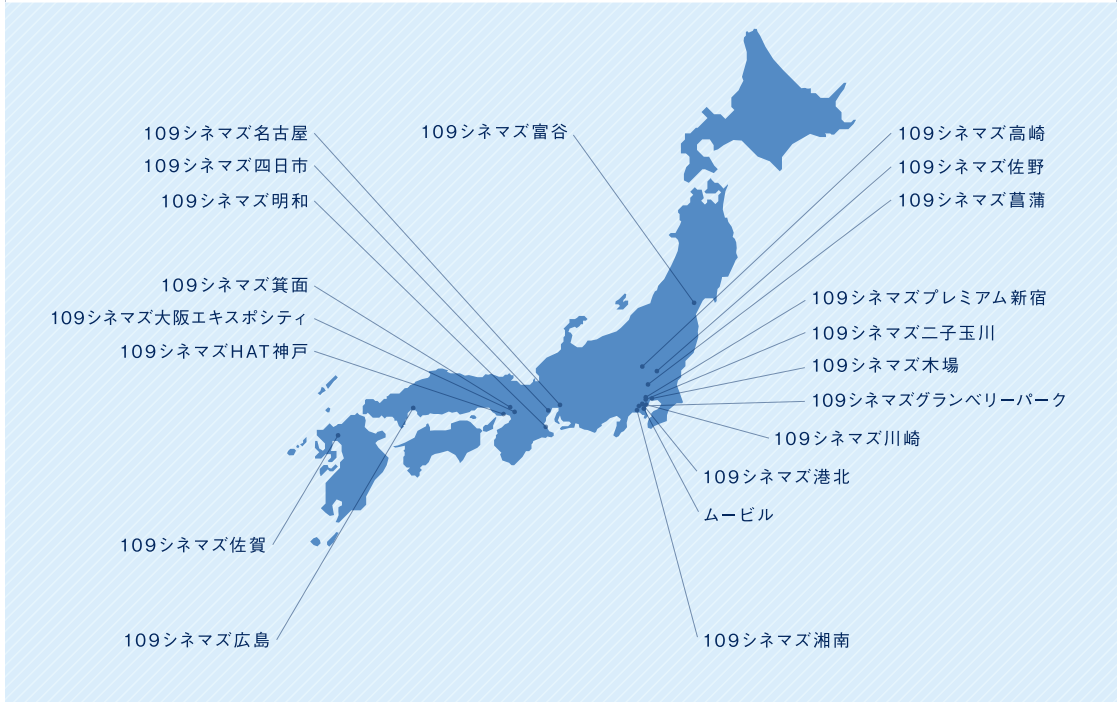 109シネマズ名古屋
109シネマズ四日市
109シネマズ明和
109シネマズ箕面
109シネマズ大阪エキスポシティ
109シネマズHAT神戸
109シネマズ佐賀
109シネマズ広島
109シネマズ富谷
109シネマズ高崎
109シネマズ佐野
109シネマズ菖蒲
109シネマズプレミアム新宿
109シネマズ二子玉川
109シネマズ木場
109シネマズグランベリーパーク
109シネマズ川崎
109シネマズ港北
ムービル
109シネマズ湘南